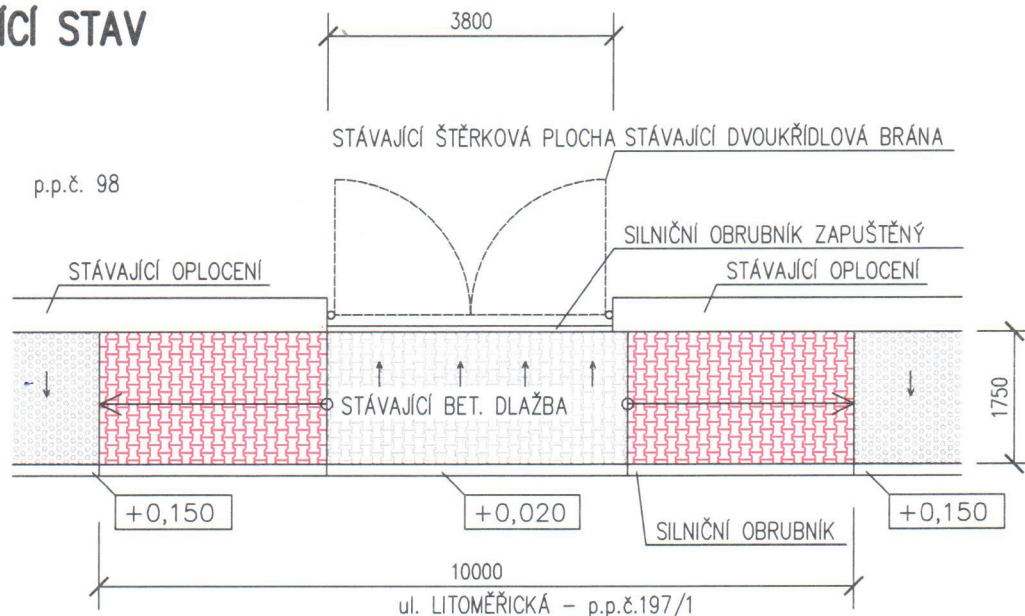 ÍCÍ STAV
3800
STÁVAJÍCÍ ŠTĚRKOVÁ PLOCHA
STÁVAJÍCÍ DVOUKŘÍDLOVÁ BRÁNA
p.p.č. 98
SILNIČNÍ OBRUBNÍK ZAPUŠTĚNÝ
STÁVAJÍCÍ OPLOCENÍ
STÁVAJÍCÍ OPLOCENÍ
STÁVAJÍCÍ BET. DLAŽBA
1750
+0,150
+0,020
+0,150
SILNIČNÍ OBRUBNÍK
10000
ul. LITOMĚŘICKÁ – p.p.č.197/1